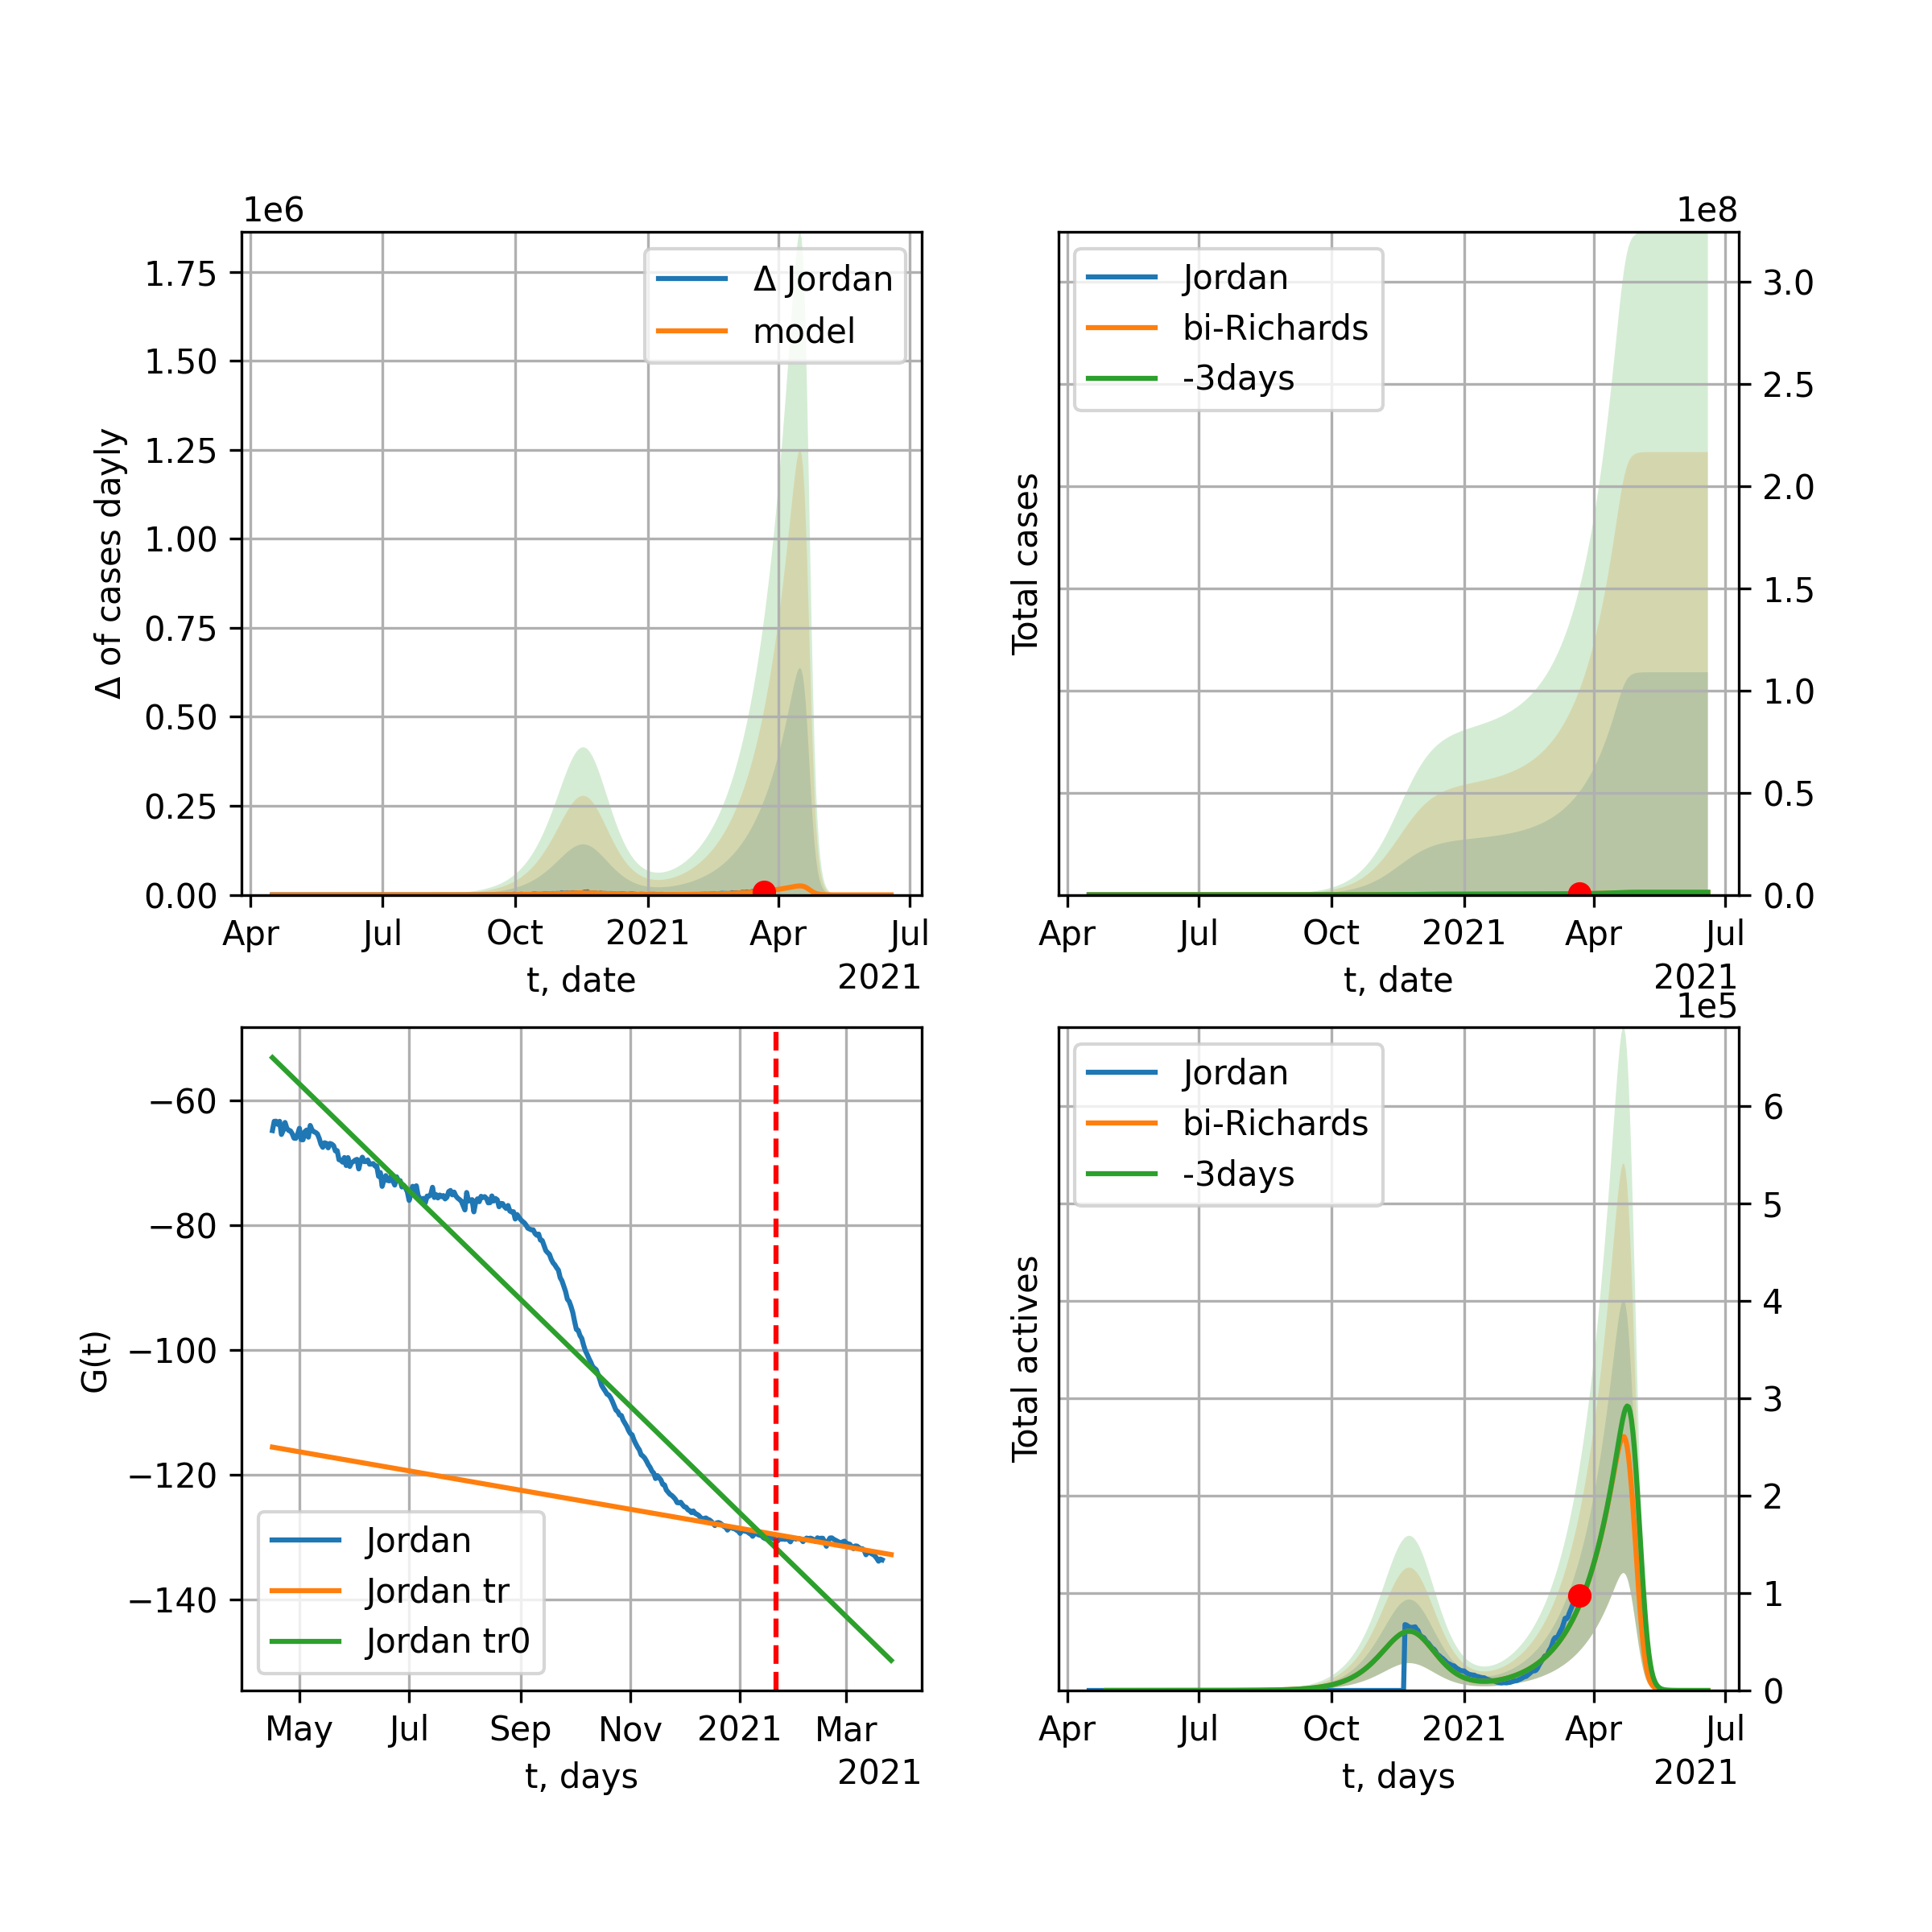 1e6
1.75
1.50
1.25
1.00
0.75
0.50
0.25
0.00
Δ of cases dayly
Δ Jordan
model
Apr Jul Oct 2021 Apr Jul
t, date
2021
1e8
3.0
2.5
2.0
1.5
1.0
0.5
0.0
Total cases
Jordan
bi-Richards
-3days
Apr Jul Oct 2021 Apr Jul
t, date
2021
−60
−80
−100
−120
−140
G(t)
Jordan
Jordan tr
Jordan tr0
May Jul Sep Nov 2021 Mar
t, days
2021
1e5
6
5
4
3
2
1
0
Total actives
Jordan
bi-Richards
-3days
Apr Jul Oct 2021 Apr Jul
t, days
2021